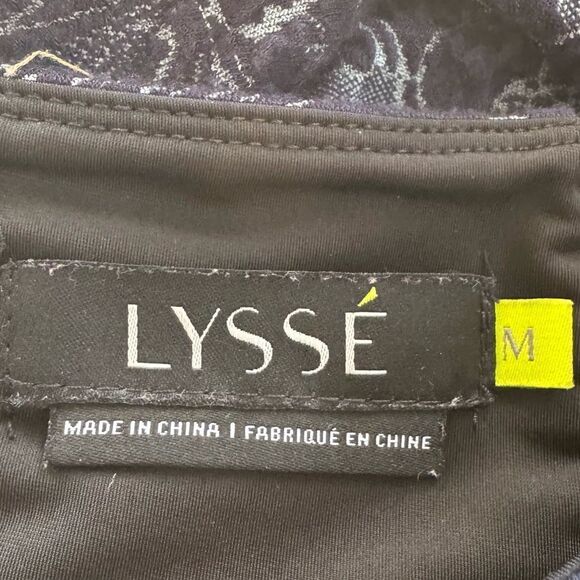 LYSSÉ
M
MADE IN CHINA | FABRIQUÉ EN CHINE